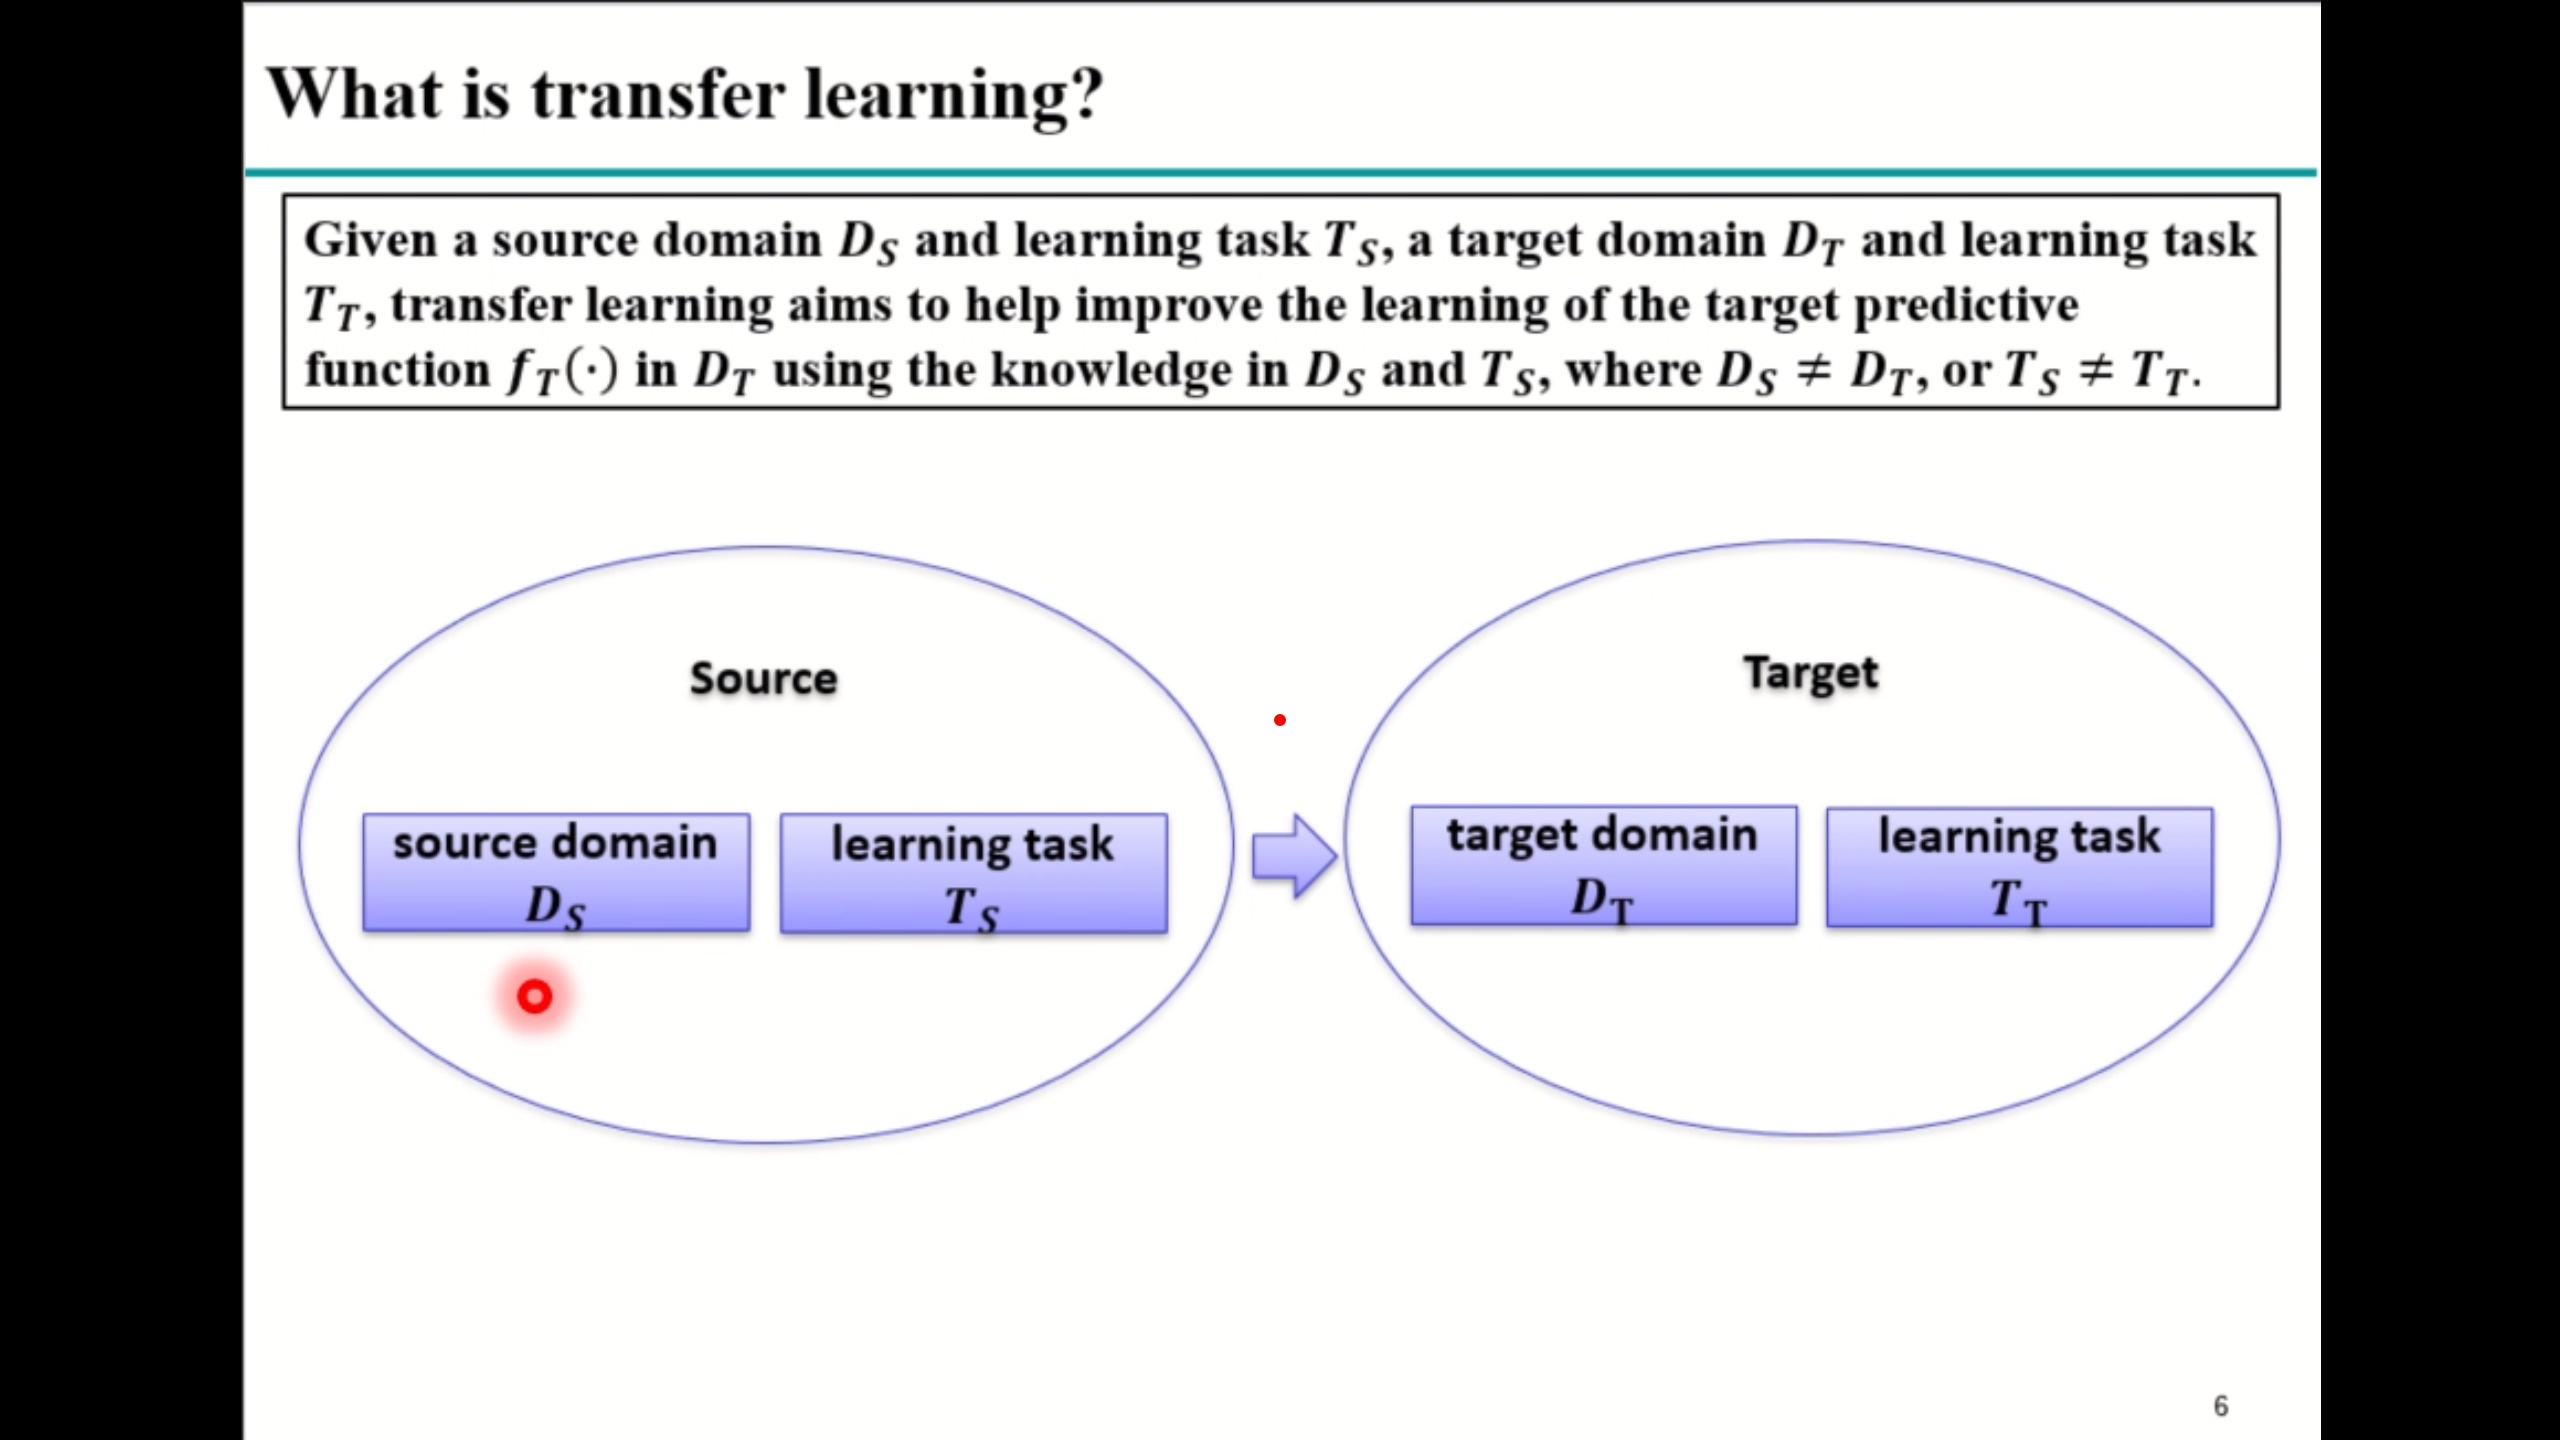 What is transfer learning?
Given a source domain D_S and learning task T_S, a target domain D_T and learning task
T_T, transfer learning aims to help improve the learning of the target predictive
function f_T(·) in D_T using the knowledge in D_S and T_S, where D_S ≠ D_T, or T_S ≠ T_T.
Source
source domain
D_S
learning task
T_S
Target
target domain
D_T
learning task
T_T
6